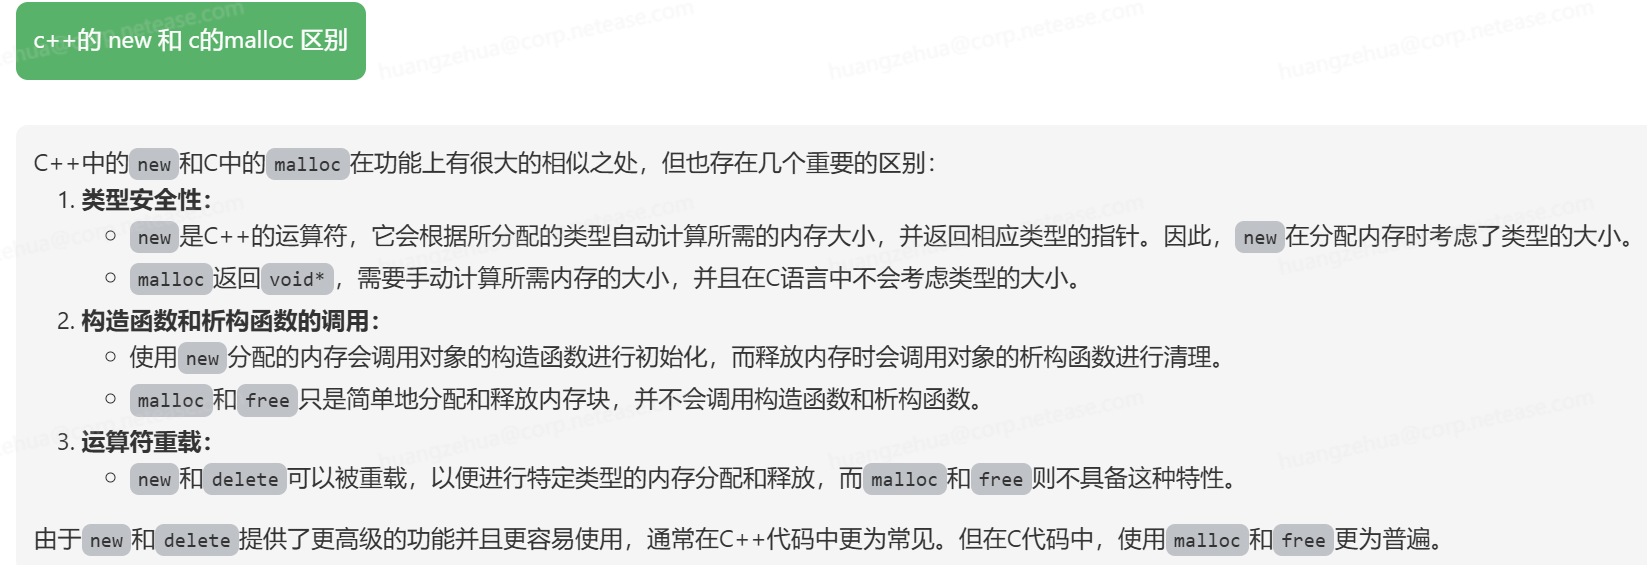 c++的 new 和 c的malloc 区别
C++中的new和C中的malloc在功能上有很大的相似之处，但也存在几个重要的区别：
1. 类型安全性：
○ new是C++的运算符，它会根据所分配的类型自动计算所需的内存大小，并返回相应类型的指针。因此，new在分配内存时考虑了类型的大小。
○ malloc返回void*，需要手动计算所需内存的大小，并且在C语言中不会考虑类型的大小。
2. 构造函数和析构函数的调用：
○ 使用new分配的内存会调用对象的构造函数进行初始化，而释放内存时会调用对象的析构函数进行清理。
○ malloc和free只是简单地分配和释放内存块，并不会调用构造函数和析构函数。
3. 运算符重载：
○ new和delete可以被重载，以便进行特定类型的内存分配和释放，而malloc和free则不具备这种特性。
由于new和delete提供了更高级的功能并且更容易使用，通常在C++代码中更为常见。但在C代码中，使用malloc和free更为普遍。
huangzehua@corp.netease.com